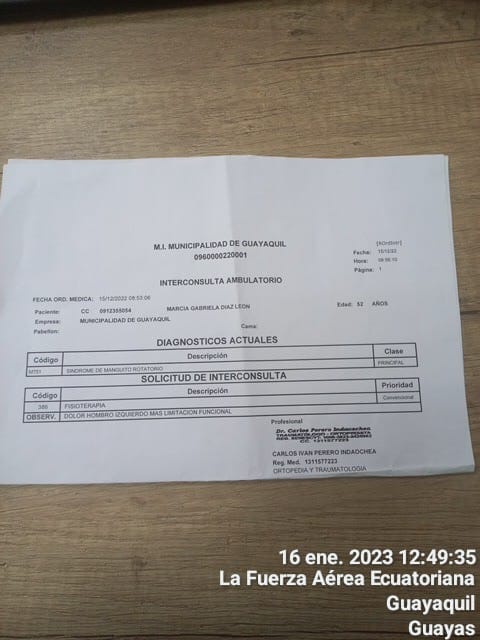 M.I. MUNICIPALIDAD DE GUAYAQUIL
0960000220001
[ROrdIntr]
Fecha: 15/12/22
Hora: 08:56:10
Página: 1
INTERCONSULTA AMBULATORIO
FECHA ORD. MEDICA: 15/12/2022 08:53:06
Paciente: CC 0912355054 MARCIA GABRIELA DIAZ LEON Edad: 52 AÑOS
Empresa: MUNICIPALIDAD DE GUAYAQUIL
Pabellon: Cama:
DIAGNOSTICOS ACTUALES
Código Descripción Clase
M751 SINDROME DE MANGUITO ROTATORIO PRINCIPAL
SOLICITUD DE INTERCONSULTA
Código Descripción Prioridad
386 FISIOTERAPIA Convencional
OBSERV. DOLOR HOMBRO IZQUIERDO MAS LIMITACION FUNCIONAL
Profesional
Dr. Carlos Perero Indaochea
TRAUMATOLOGO - ORTOPEDISTA
CC. 1311577223
CARLOS IVAN PERERO INDAOCHEA
Reg. Med. 1311577223
ORTOPEDIA Y TRAUMATOLOGIA
16 ene. 2023 12:49:35
La Fuerza Aérea Ecuatoriana
Guayaquil
Guayas